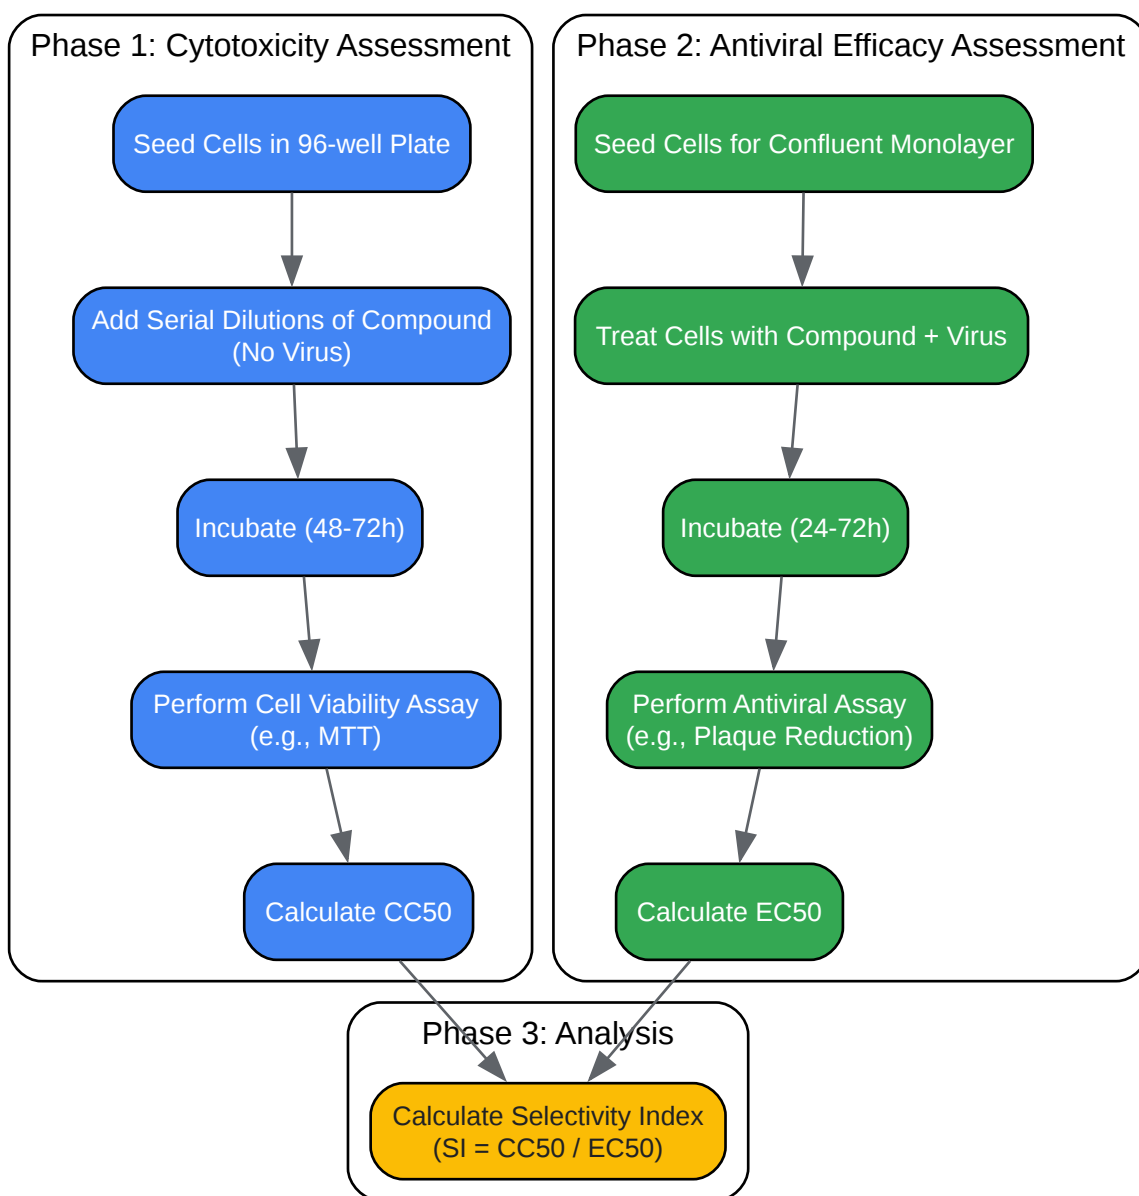 Phase 1: Cytotoxicity Assessment
Seed Cells in 96-well Plate
Add Serial Dilutions of Compound
(No Virus)
Incubate (48-72h)
Perform Cell Viability Assay
(e.g., MTT)
Calculate CC50
Phase 2: Antiviral Efficacy Assessment
Seed Cells for Confluent Monolayer
Treat Cells with Compound + Virus
Incubate (24-72h)
Perform Antiviral Assay
(e.g., Plaque Reduction)
Calculate EC50
Phase 3: Analysis
Calculate Selectivity Index
(SI = CC50 / EC50)